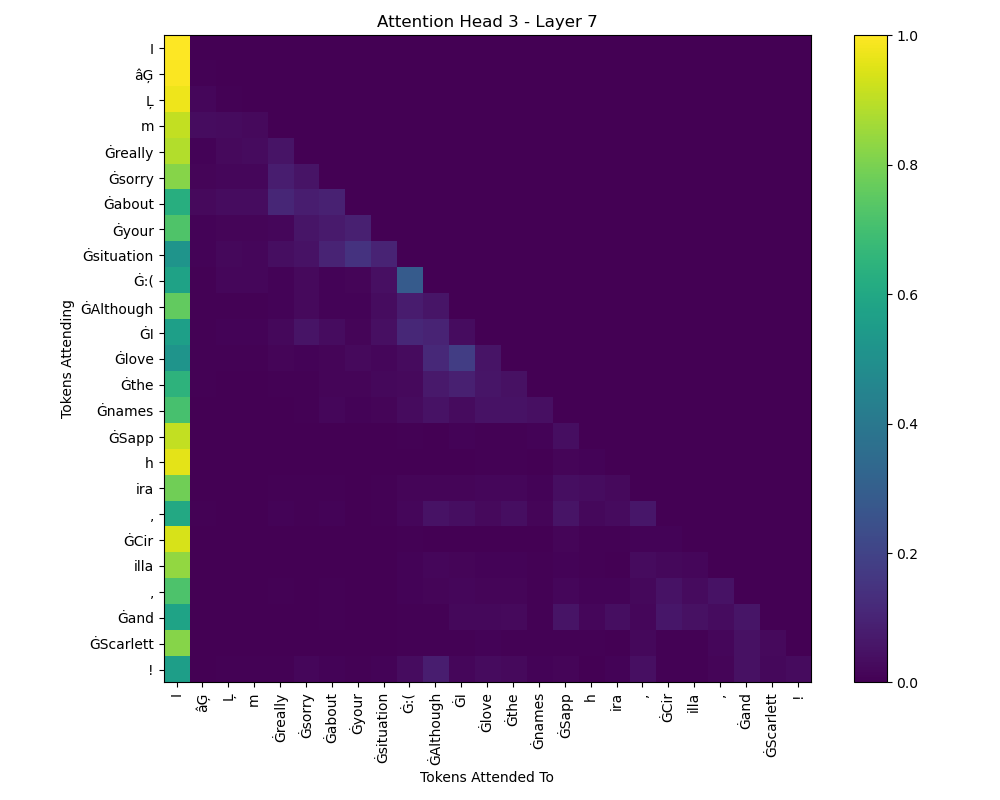 Attention Head 3 - Layer 7
Tokens Attending
I
âĢ
Ļ
m
Ġreally
Ġsorry
Ġabout
Ġyour
Ġsituation
Ġ:(
ĠAlthough
ĠI
Ġlove
Ġthe
Ġnames
ĠSapp
h
ira
,
ĠCir
illa
,
Ġand
ĠScarlett
!
I
âĢ
Ļ
m
Ġreally
Ġsorry
Ġabout
Ġyour
Ġsituation
Ġ:(
ĠAlthough
ĠI
Ġlove
Ġthe
Ġnames
ĠSapp
h
ira
,
ĠCir
illa
,
Ġand
ĠScarlett
!
Tokens Attended To
1.0
0.8
0.6
0.4
0.2
0.0